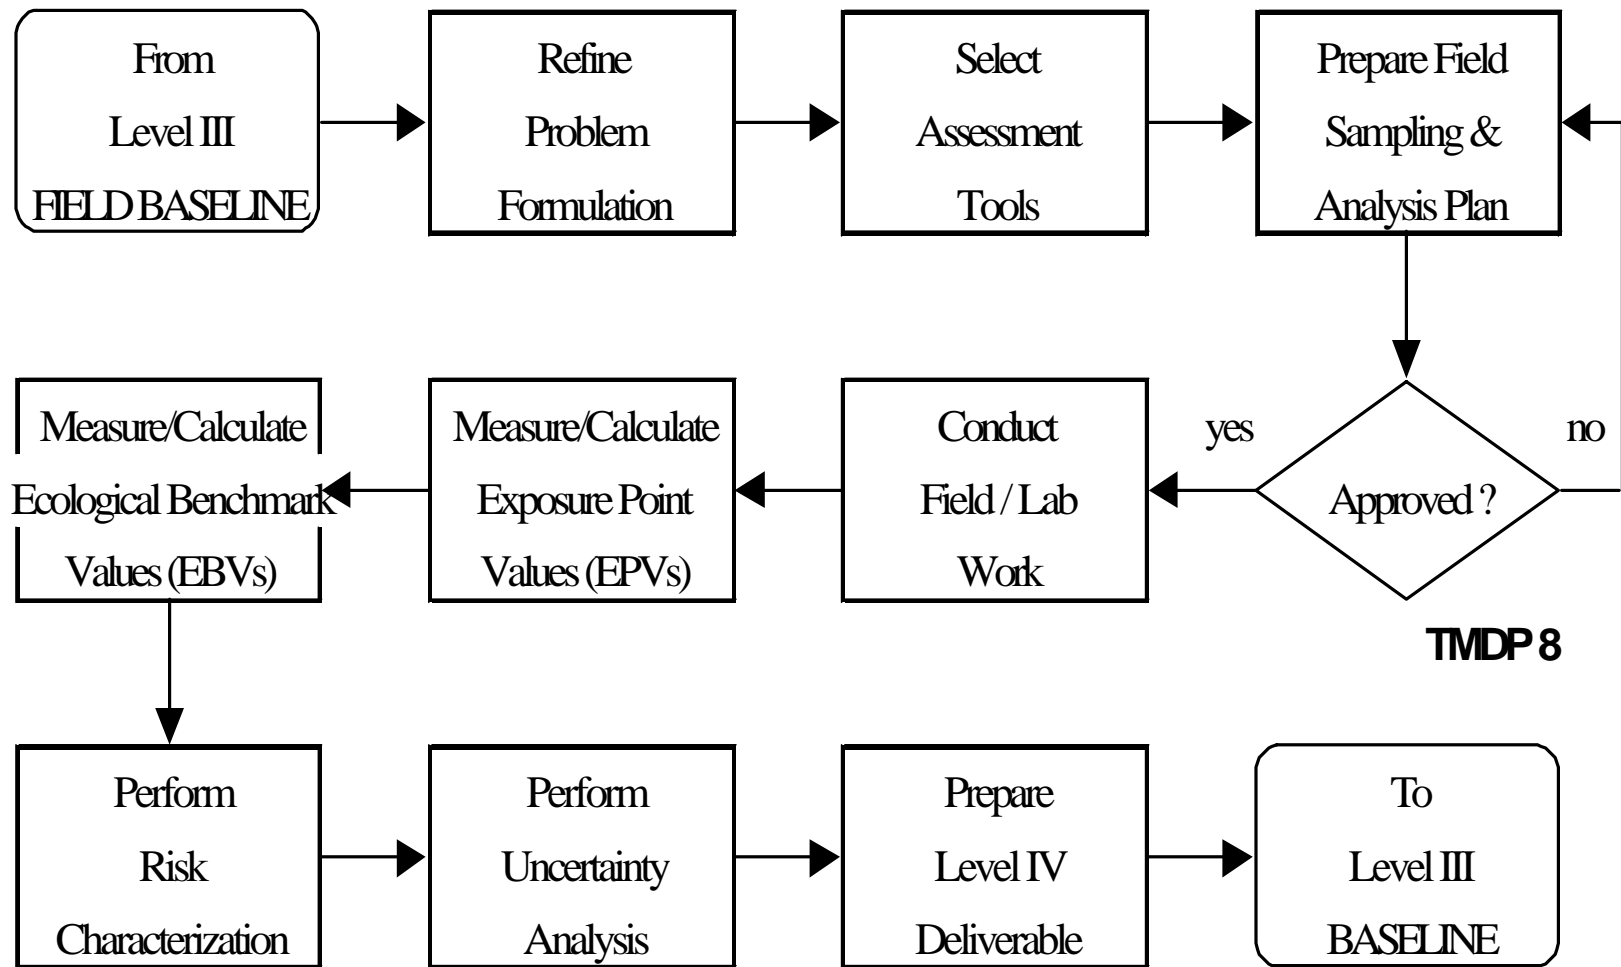 From
Level III
FIELD BASELINE
Refine
Problem
Formulation
Select
Assessment
Tools
Prepare Field
Sampling &
Analysis Plan
Measure/Calculate
Ecological Benchmark
Values (EBVs)
Measure/Calculate
Exposure Point
Values (EPVs)
Conduct
Field / Lab
Work
yes
Approved ?
no
TMDP 8
Perform
Risk
Characterization
Perform
Uncertainty
Analysis
Prepare
Level IV
Deliverable
To
Level III
BASELINE